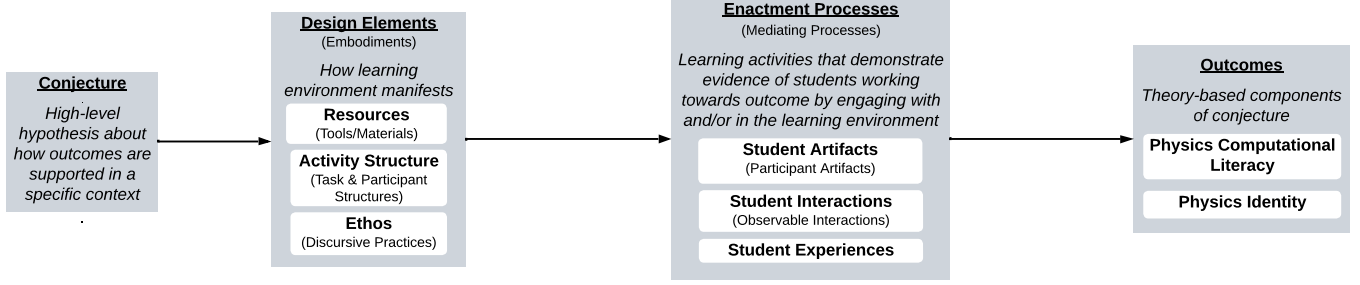 Conjecture
High-level
hypothesis about
how outcomes are
supported in a
specific context
Design Elements
(Embodiments)
How learning
environment manifests
Resources
(Tools/Materials)
Activity Structure
(Task & Participant
Structures)
Ethos
(Discursive Practices)
Enactment Processes
(Mediating Processes)
Learning activities that demonstrate
evidence of students working
towards outcome by engaging with
and/or in the learning environment
Student Artifacts
(Participant Artifacts)
Student Interactions
(Observable Interactions)
Student Experiences
Outcomes
Theory-based components
of conjecture
Physics Computational
Literacy
Physics Identity